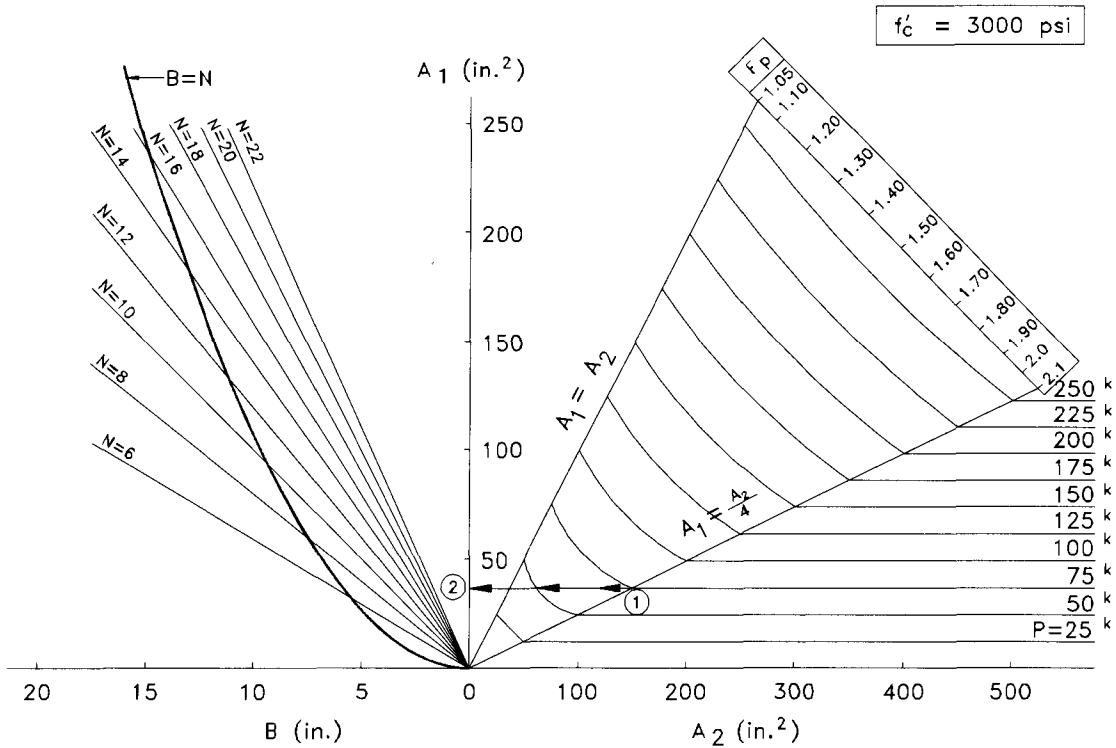 f'c = 3000 psi
A1 (in.²)
B=N
Fp
1.05
1.10
1.20
1.30
1.40
1.50
1.60
1.70
1.80
1.90
2.0
2.1
N=14
N=16
N=18
N=20
N=22
N=12
N=10
N=8
N=6
250
200
150
100
50
A1 = A2
A1 = A2/4
250 k
225 k
200 k
175 k
150 k
125 k
100 k
75 k
50 k
P=25 k
2
1
20
15
10
5
0
100
200
300
400
500
B (in.)
A2 (in.²)